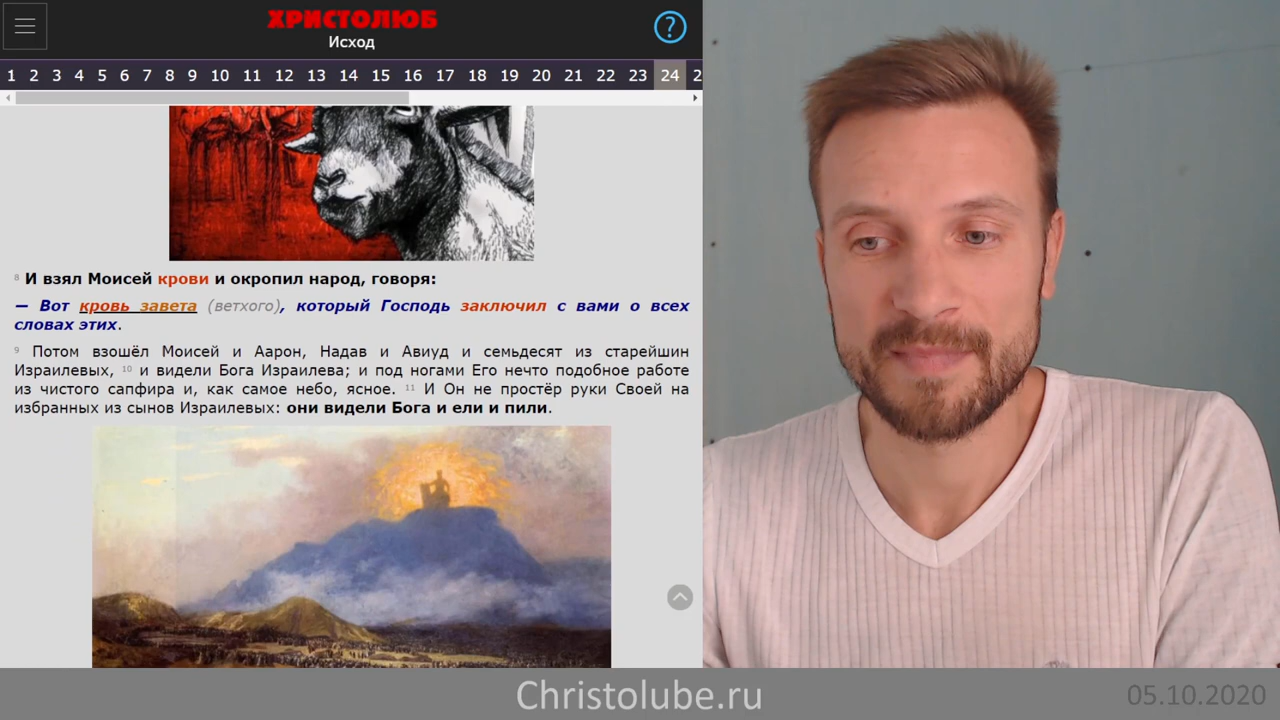 ХРИСТОЛЮБ
Исход
?
1 2 3 4 5 6 7 8 9 10 11 12 13 14 15 16 17 18 19 20 21 22 23 24 2
8 И взял Моисей крови и окропил народ, говоря:
— Вот кровь завета (ветхого), который Господь заключил с вами о всех
словах этих.
9 Потом взошёл Моисей и Аарон, Надав и Авиуд и семьдесят из старейшин
Израилевых, 10 и видели Бога Израилева; и под ногами Его нечто подобное работе
из чистого сапфира и, как самое небо, ясное. 11 И Он не простёр руки Своей на
избранных из сынов Израилевых: они видели Бога и ели и пили.
Christolube.ru
05.10.2020